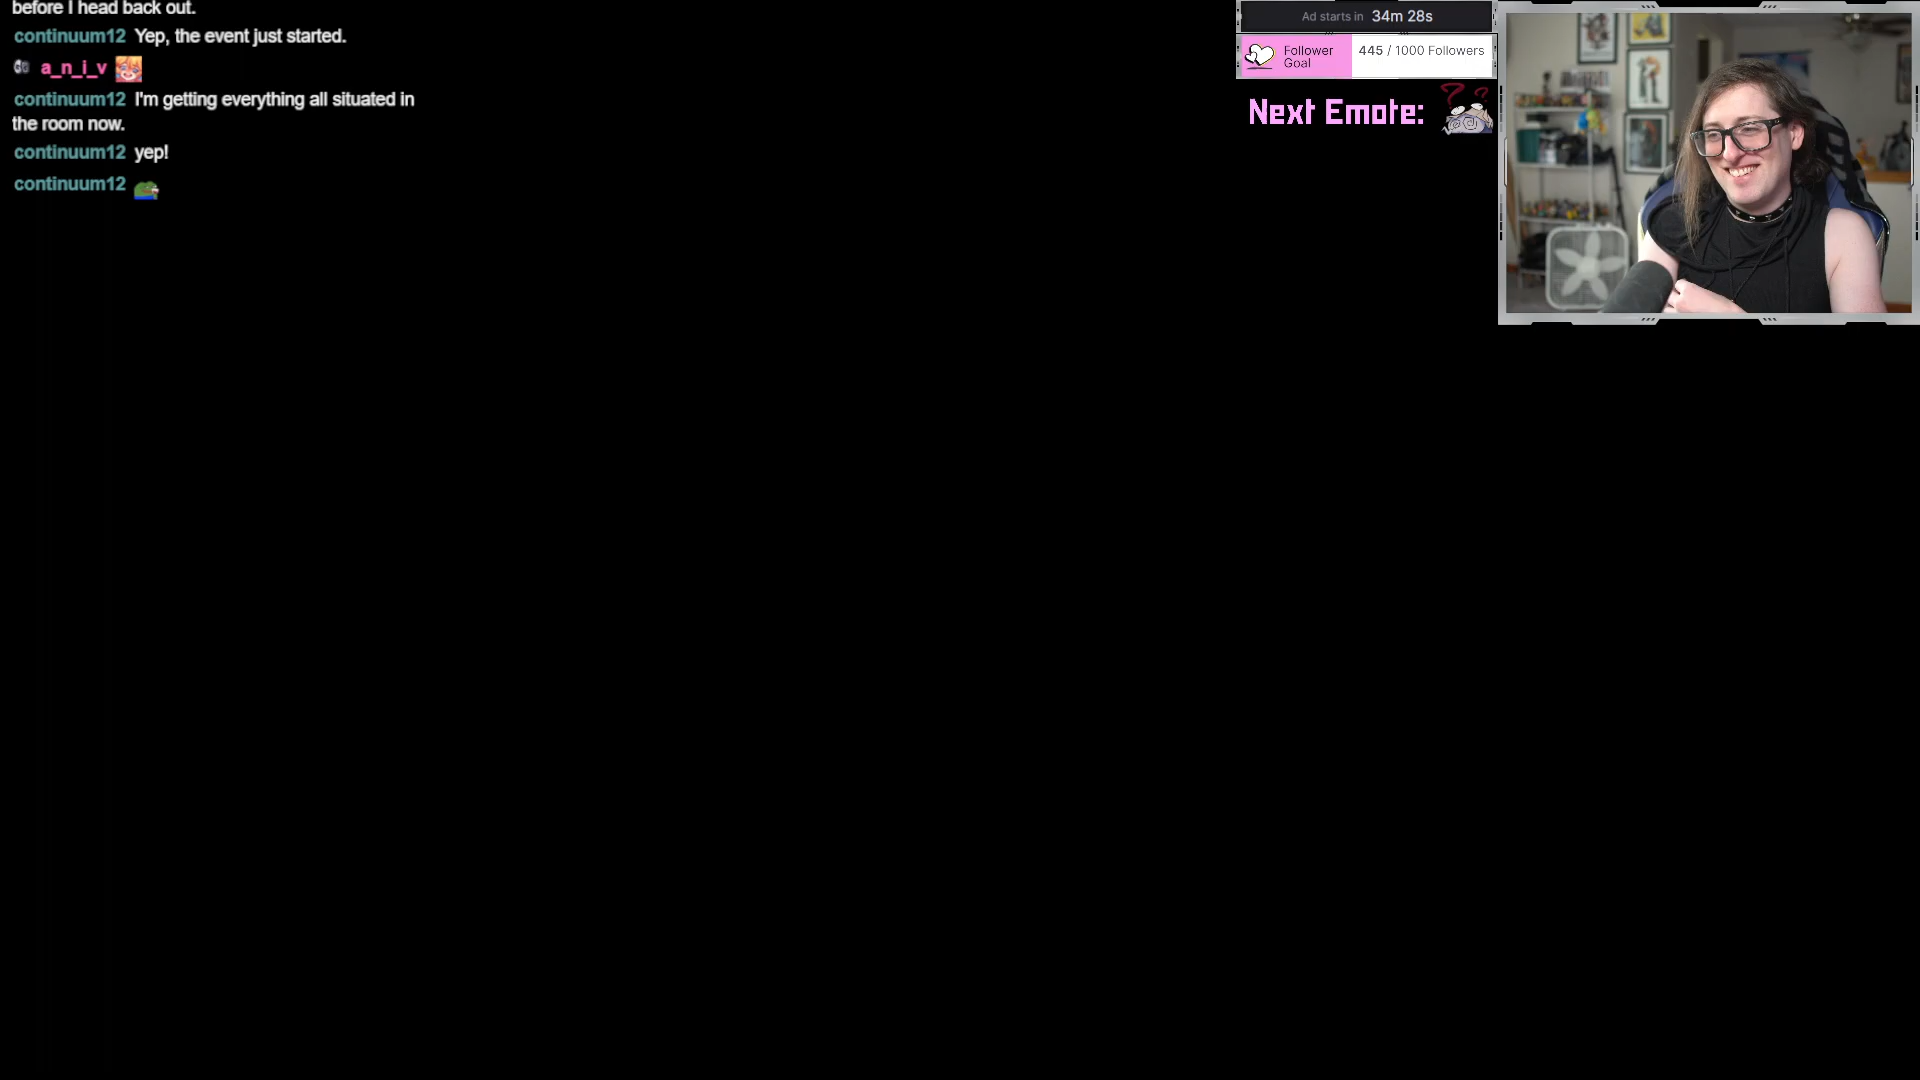 before I head back out.
continuum12 Yep, the event just started.
a_n_i_v
continuum12 I'm getting everything all situated in
the room now.
continuum12 yep!
continuum12
Ad starts in 34m 28s
Follower
Goal
445 / 1000 Followers
Next Emote: